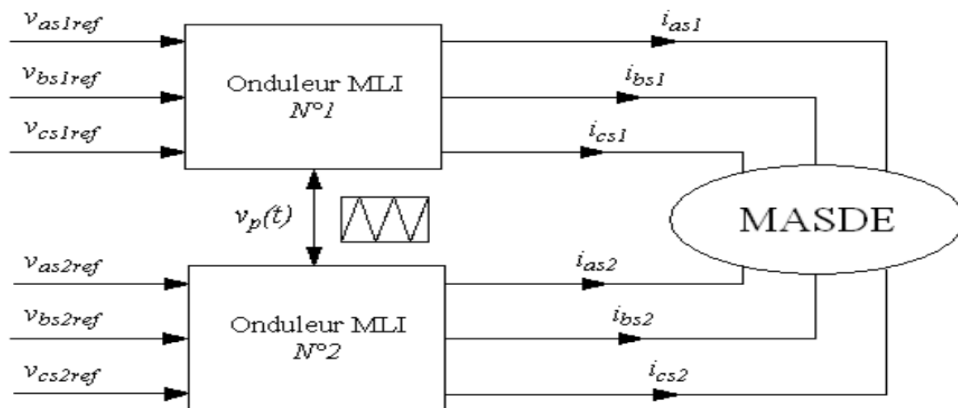 vas1ref
vbs1ref
vcs1ref
Onduleur MLI
N°1
ias1
ibs1
ics1
vp(t)
MASDE
vas2ref
vbs2ref
vcs2ref
Onduleur MLI
N°2
ias2
ibs2
ics2